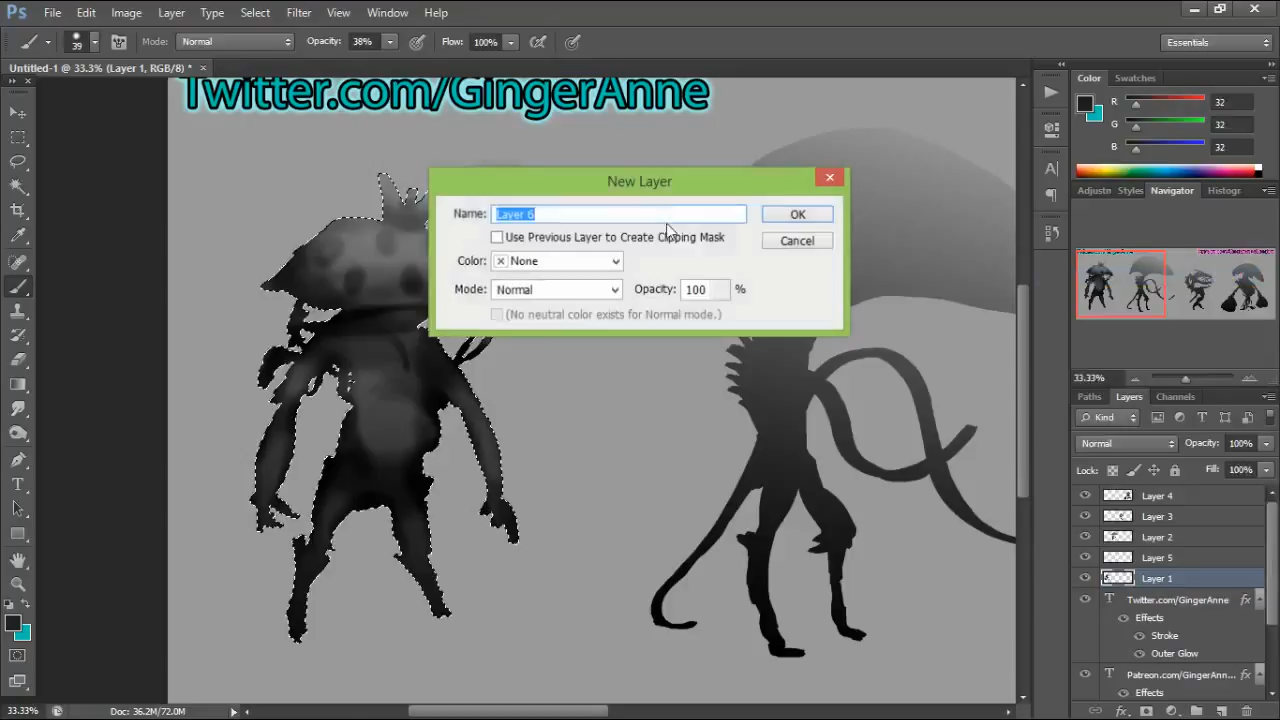 Ps File Edit Image Layer Type Select Filter View Window Help
39 Mode: Normal Opacity: 38% Flow: 100% Essentials
Untitled-1 @ 33.3% (Layer 1, RGB/8) * ×
Twitter.com/GingerAnne
Color Swatches
R 32
G 32
B 32
Adjustm Styles Navigator Histogr
33.33%
Paths Layers Channels
Kind
Normal Opacity: 100%
Lock: Fill: 100%
Layer 4
Layer 3
Layer 2
Layer 5
Layer 1
Twitter.com/GingerAnne fx
Effects
Stroke
Outer Glow
Patreon.com/GingerAnn... fx
Effects
New Layer
Name: Layer 6 OK
Use Previous Layer to Create Clipping Mask Cancel
Color: None
Mode: Normal Opacity: 100 %
(No neutral color exists for Normal mode.)
33.33% Doc: 36.2M/72.0M